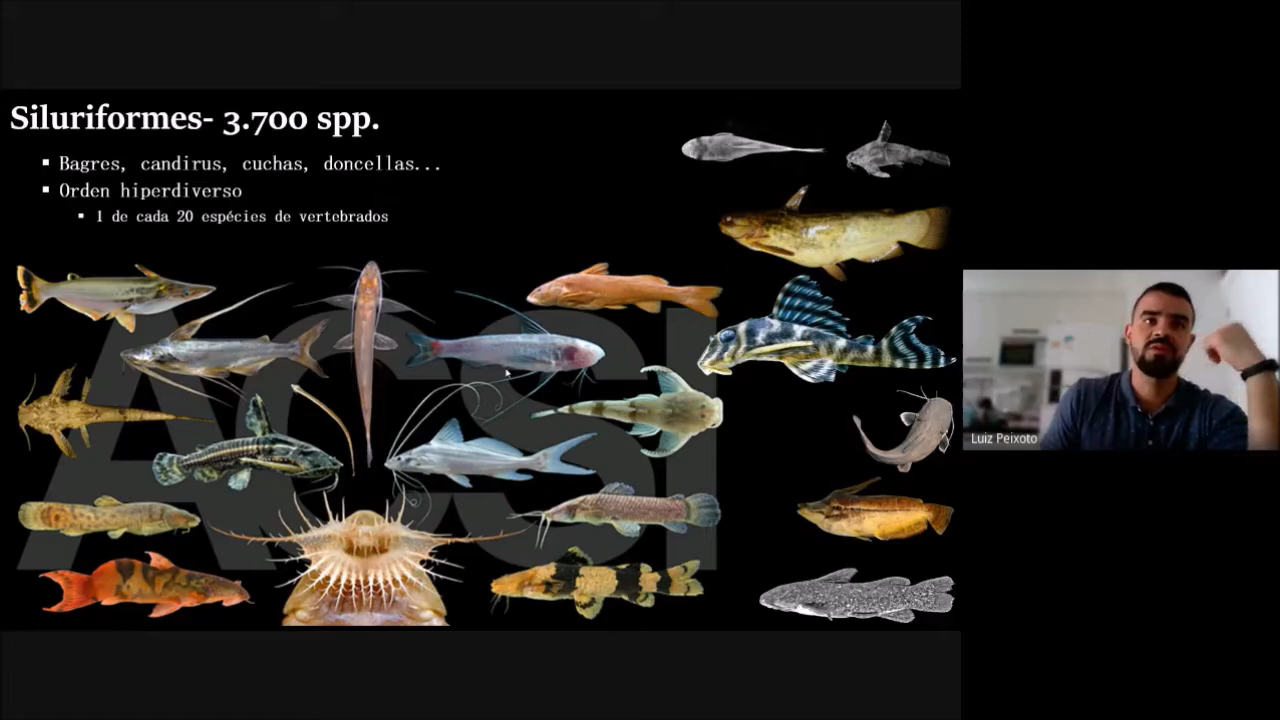 Siluriformes- 3.700 spp.
Bagres, candirus, cuchas, doncellas...
Orden hiperdiverso
1 de cada 20 espécies de vertebrados
ACSI
Luiz Peixoto